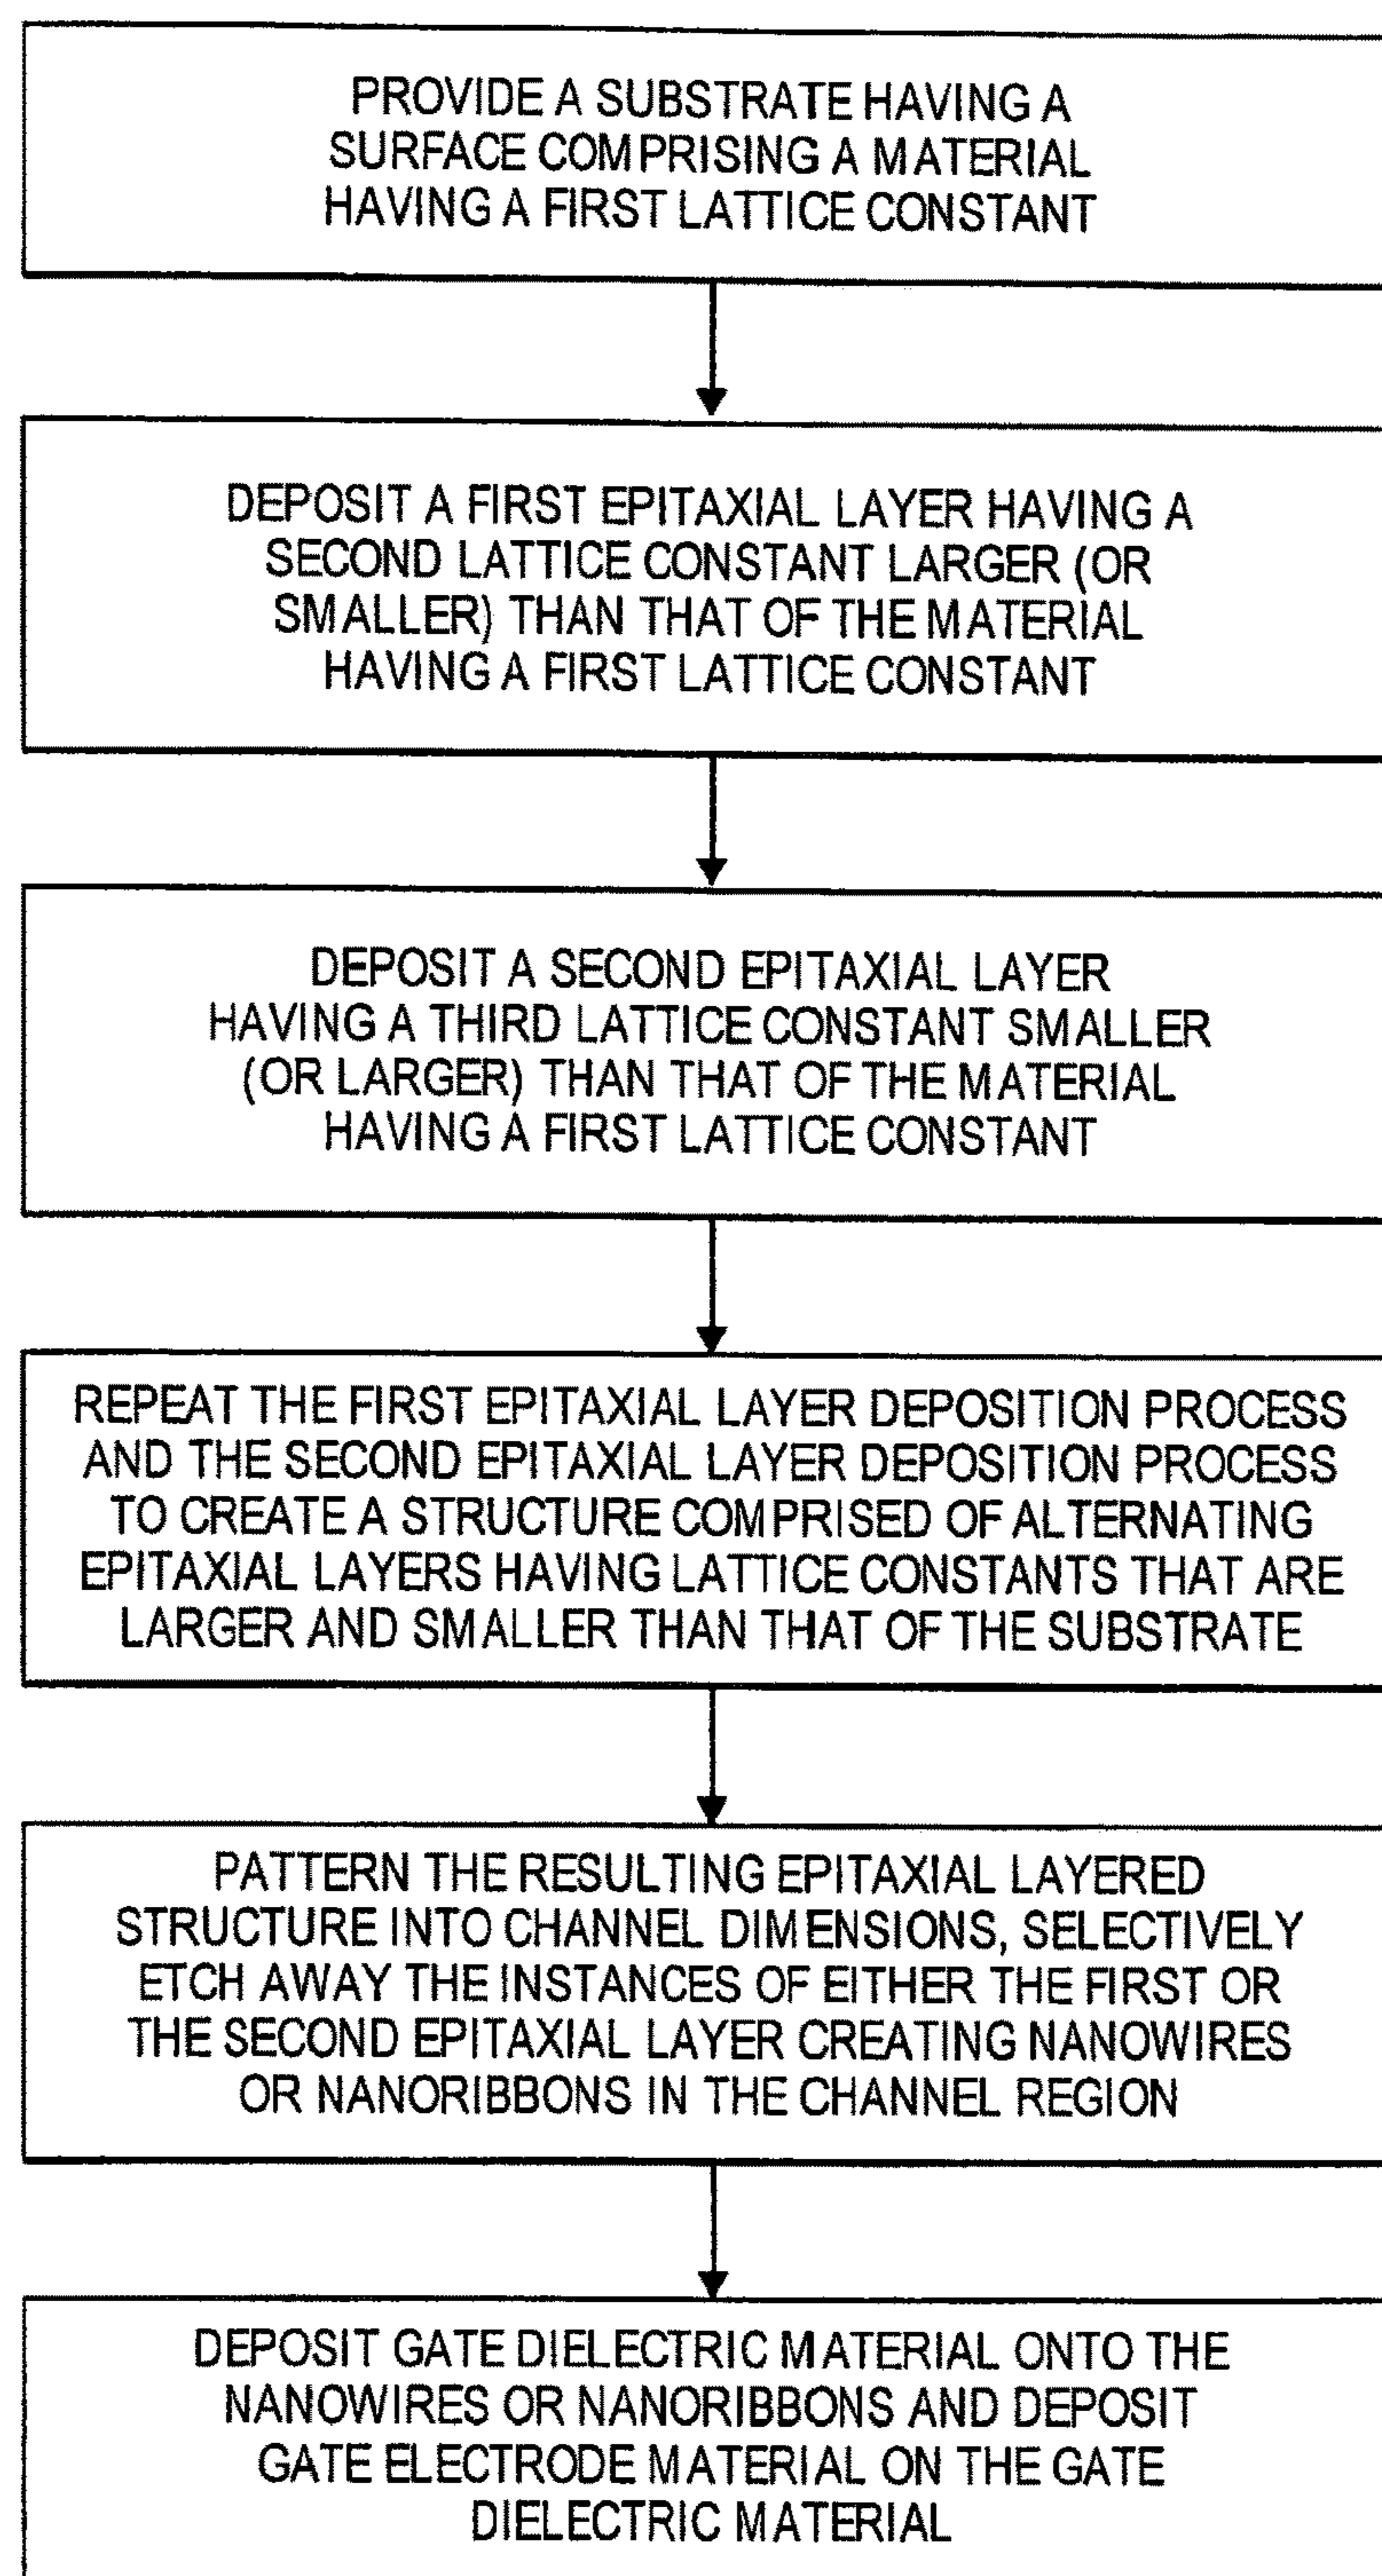 PROVIDE A SUBSTRATE HAVING A
SURFACE COMPRISING A MATERIAL
HAVING A FIRST LATTICE CONSTANT
DEPOSIT A FIRST EPITAXIAL LAYER HAVING A
SECOND LATTICE CONSTANT LARGER (OR
SMALLER) THAN THAT OF THE MATERIAL
HAVING A FIRST LATTICE CONSTANT
DEPOSIT A SECOND EPITAXIAL LAYER
HAVING A THIRD LATTICE CONSTANT SMALLER
(OR LARGER) THAN THAT OF THE MATERIAL
HAVING A FIRST LATTICE CONSTANT
REPEAT THE FIRST EPITAXIAL LAYER DEPOSITION PROCESS
AND THE SECOND EPITAXIAL LAYER DEPOSITION PROCESS
TO CREATE A STRUCTURE COMPRISED OF ALTERNATING
EPITAXIAL LAYERS HAVING LATTICE CONSTANTS THAT ARE
LARGER AND SMALLER THAN THAT OF THE SUBSTRATE
PATTERN THE RESULTING EPITAXIAL LAYERED
STRUCTURE INTO CHANNEL DIMENSIONS, SELECTIVELY
ETCH AWAY THE INSTANCES OF EITHER THE FIRST OR
THE SECOND EPITAXIAL LAYER CREATING NANOWIRES
OR NANORIBBONS IN THE CHANNEL REGION
DEPOSIT GATE DIELECTRIC MATERIAL ONTO THE
NANOWIRES OR NANORIBBONS AND DEPOSIT
GATE ELECTRODE MATERIAL ON THE GATE
DIELECTRIC MATERIAL